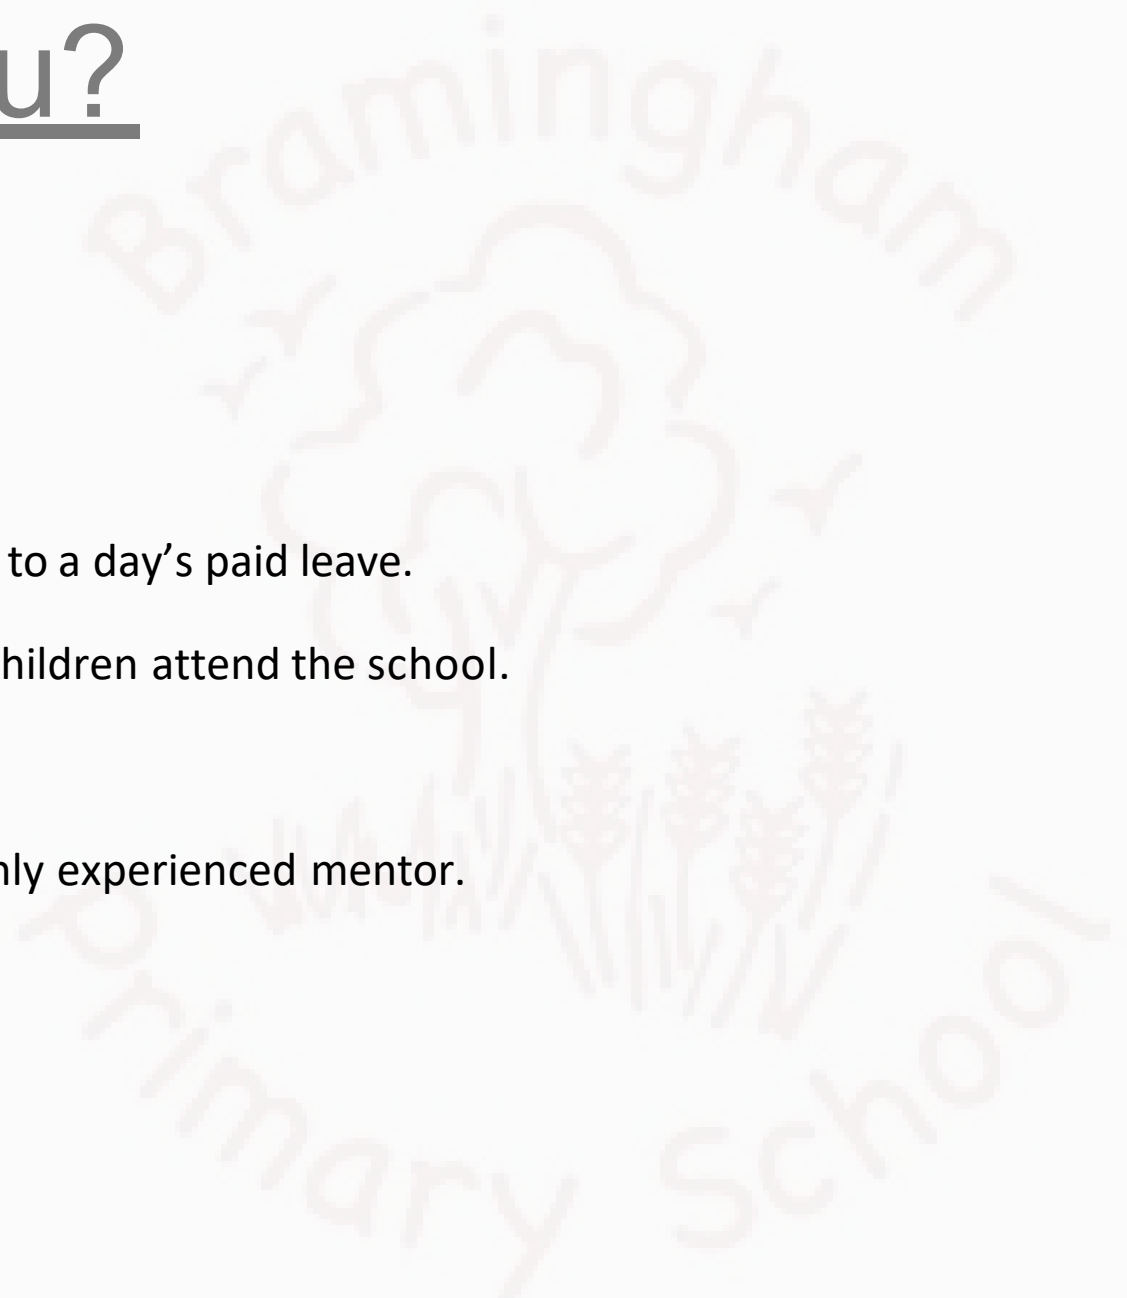 u?
Bramingham
to a day’s paid leave.
hildren attend the school.
nly experienced mentor.
Primary School